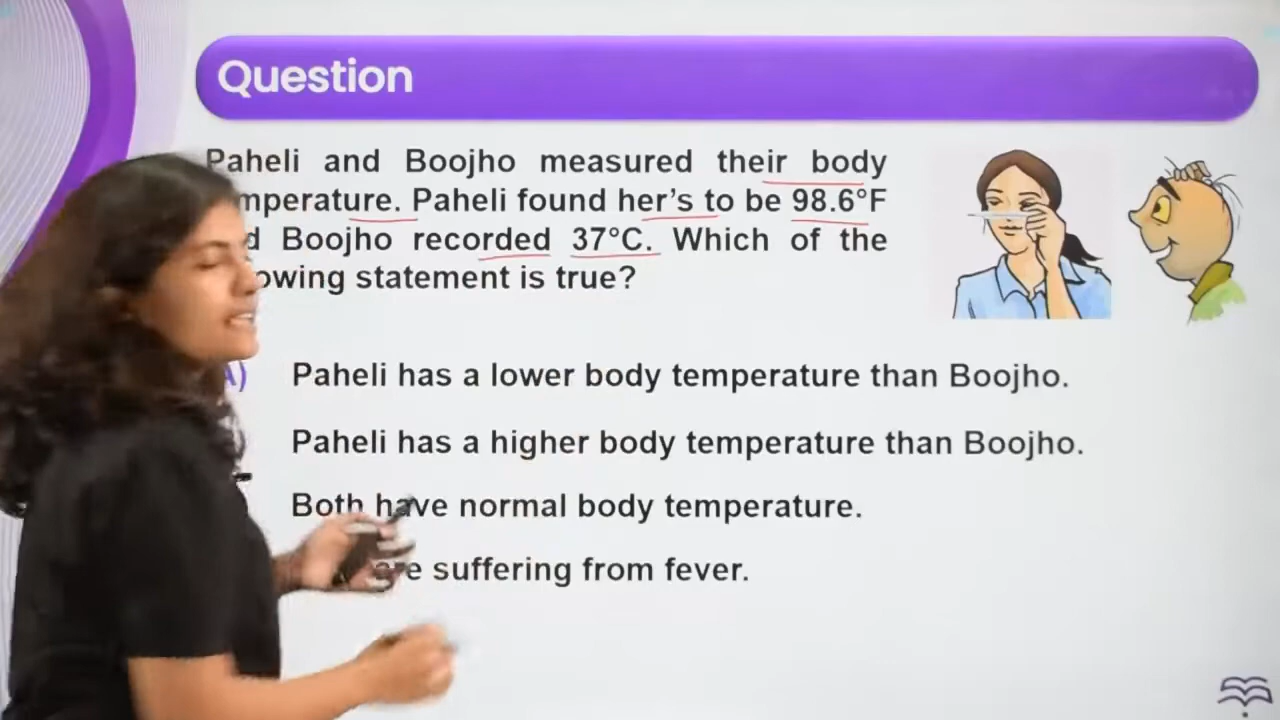 Question
Paheli and Boojho measured their body
mperature. Paheli found her's to be 98.6°F
d Boojho recorded 37°C. Which of the
owing statement is true?
A) Paheli has a lower body temperature than Boojho.
Paheli has a higher body temperature than Boojho.
Both have normal body temperature.
are suffering from fever.